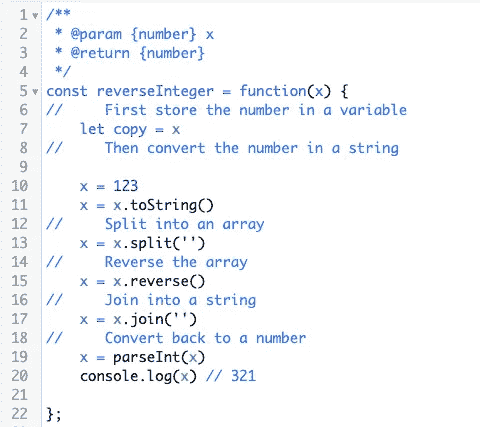 1 /**
2  * @param {number} x
3  * @return {number}
4  */
5 const reverseInteger = function(x) {
6 //     First store the number in a variable
7     let copy = x
8 //     Then convert the number in a string
9
10     x = 123
11     x = x.toString()
12 //     Split into an array
13     x = x.split('')
14 //     Reverse the array
15     x = x.reverse()
16 //     Join into a string
17     x = x.join('')
18 //     Convert back to a number
19     x = parseInt(x)
20     console.log(x) // 321
21
22 };